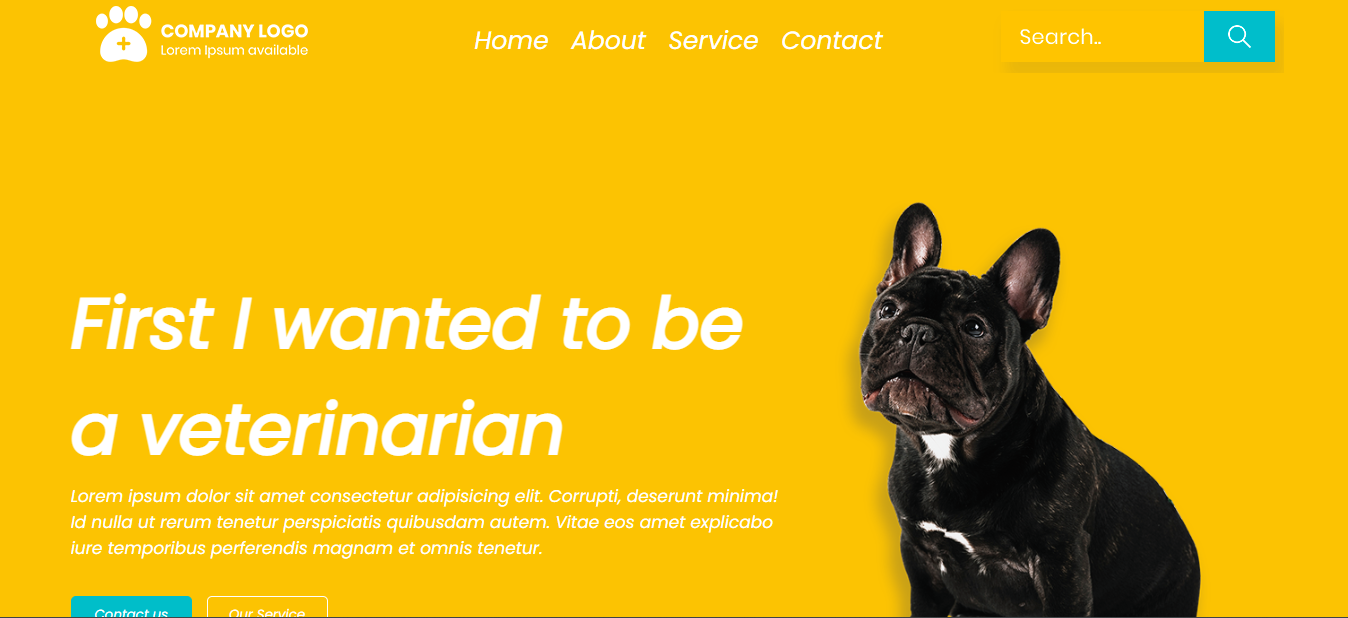 COMPANY LOGO
Lorem Ipsum available
Home About Service Contact
Search..
First I wanted to be
a veterinarian
Lorem ipsum dolor sit amet consectetur adipisicing elit. Corrupti, deserunt minima!
Id nulla ut rerum tenetur perspiciatis quibusdam autem. Vitae eos amet explicabo
iure temporibus perferendis magnam et omnis tenetur.
Contact us Our Service